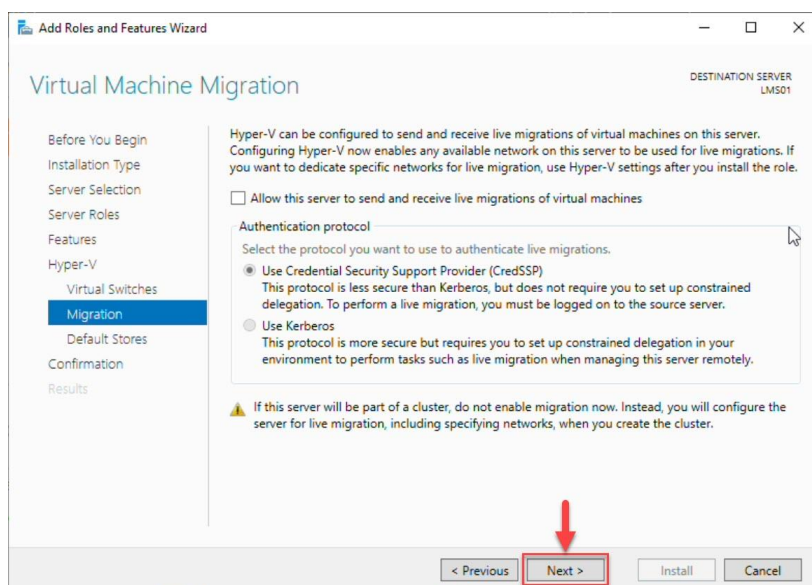 Add Roles and Features Wizard
Virtual Machine Migration
DESTINATION SERVER
LMS01
Before You Begin
Installation Type
Server Selection
Server Roles
Features
Hyper-V
Virtual Switches
Migration
Default Stores
Confirmation
Results
Hyper-V can be configured to send and receive live migrations of virtual machines on this server.
Configuring Hyper-V now enables any available network on this server to be used for live migrations. If
you want to dedicate specific networks for live migration, use Hyper-V settings after you install the role.
Allow this server to send and receive live migrations of virtual machines
Authentication protocol
Select the protocol you want to use to authenticate live migrations.
Use Credential Security Support Provider (CredSSP)
This protocol is less secure than Kerberos, but does not require you to set up constrained
delegation. To perform a live migration, you must be logged on to the source server.
Use Kerberos
This protocol is more secure but requires you to set up constrained delegation in your
environment to perform tasks such as live migration when managing this server remotely.
If this server will be part of a cluster, do not enable migration now. Instead, you will configure the
server for live migration, including specifying networks, when you create the cluster.
< Previous
Next >
Install
Cancel